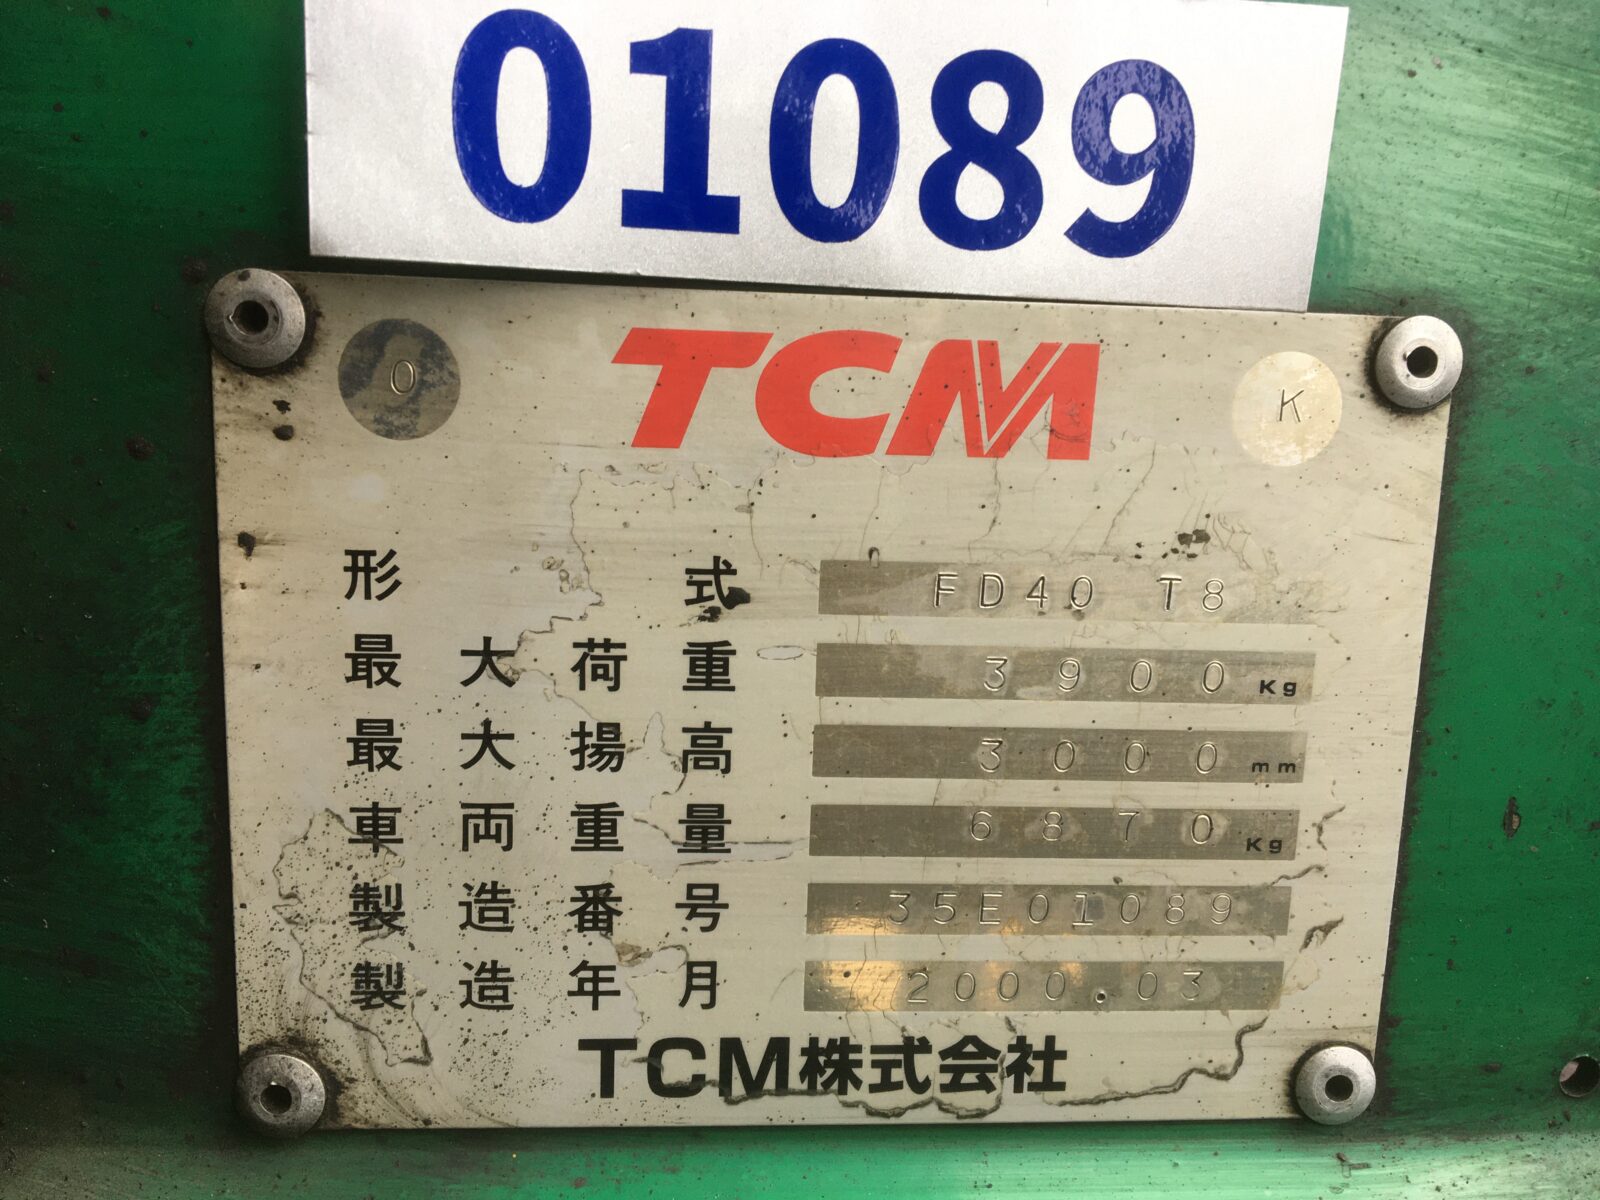 01089
O TCM K
形式 FD40 T8
最大荷重 3900 Kg
最大揚高 3000 mm
車両重量 6870 Kg
製造番号 35E01089
製造年月 2000.03
TCM株式会社